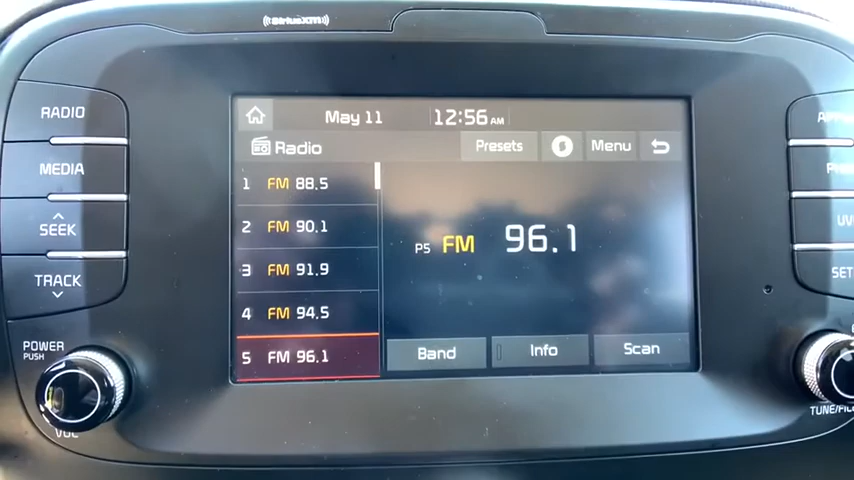 ((SiriusXM))
RADIO
MEDIA
SEEK
TRACK
POWER
PUSH
VOL
May 11 12:56 AM
Radio Presets Menu
1 FM 88.5
2 FM 90.1
3 FM 91.9
4 FM 94.5
5 FM 96.1
P5 FM 96.1
Band Info Scan